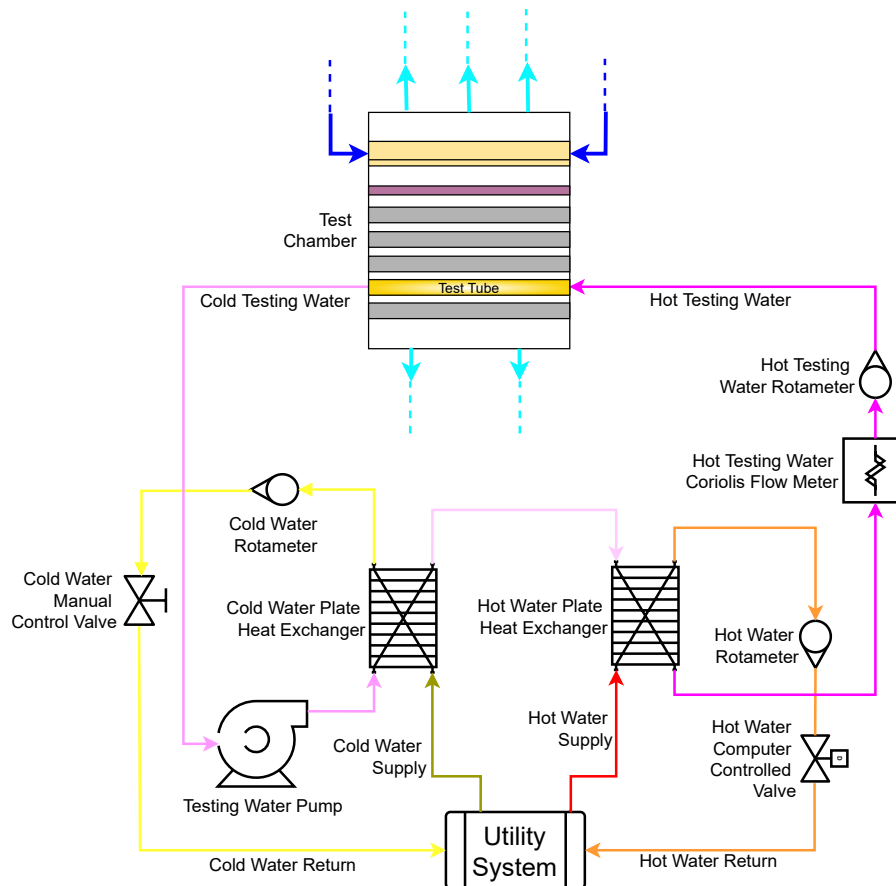 Test
Chamber
Test Tube
Cold Testing Water
Hot Testing Water
Hot Testing
Water Rotameter
Hot Testing Water
Coriolis Flow Meter
Cold Water
Rotameter
Cold Water
Manual
Control Valve
Cold Water Plate
Heat Exchanger
Hot Water Plate
Heat Exchanger
Hot Water
Rotameter
Cold Water
Supply
Hot Water
Supply
Hot Water
Computer
Controlled
Valve
Testing Water Pump
Utility
System
Cold Water Return
Hot Water Return